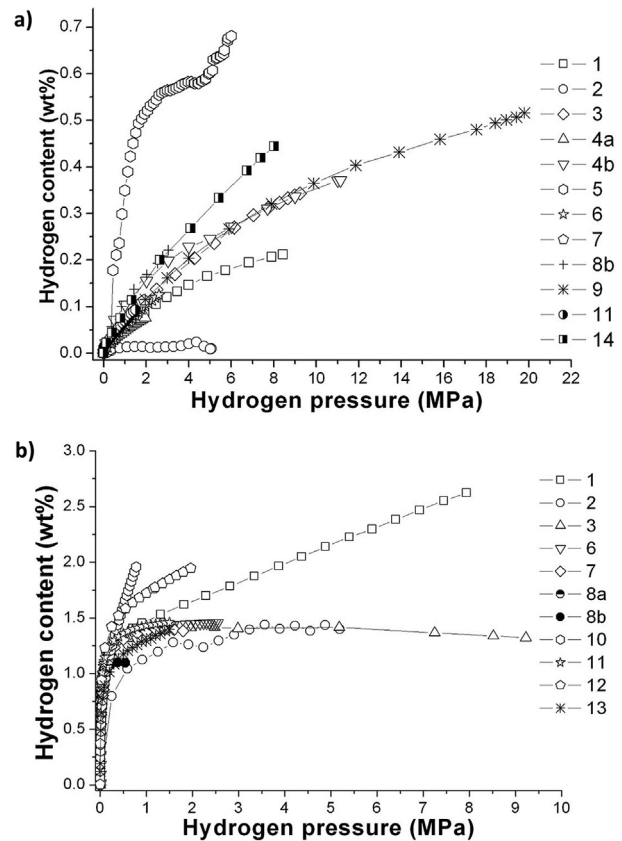 a)
Hydrogen content (wt%)
0.7
0.6
0.5
0.4
0.3
0.2
0.1
0.0
0 2 4 6 8 10 12 14 16 18 20 22
Hydrogen pressure (MPa)
1
2
3
4a
4b
5
6
7
8b
9
11
14
b)
Hydrogen content (wt%)
3.0
2.5
2.0
1.5
1.0
0.5
0.0
0 1 2 3 4 5 6 7 8 9 10
Hydrogen pressure (MPa)
1
2
3
6
7
8a
8b
10
11
12
13